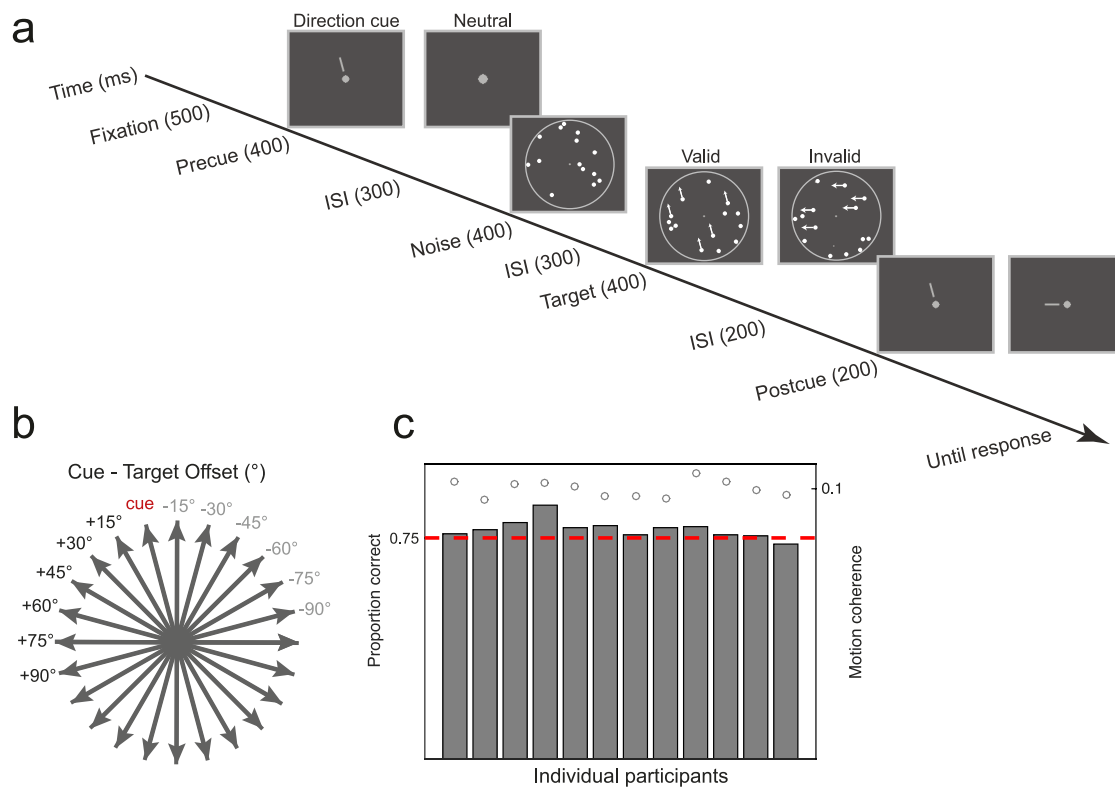 a
Direction cue
Neutral
Time (ms)
Fixation (500)
Precue (400)
ISI (300)
Noise (400)
Valid
Invalid
ISI (300)
Target (400)
ISI (200)
Postcue (200)
Until response
b
Cue - Target Offset (°)
cue
-15°
-30°
-45°
-60°
-75°
-90°
+15°
+30°
+45°
+60°
+75°
+90°
c
Proportion correct
0.75
0.1
Motion coherence
Individual participants